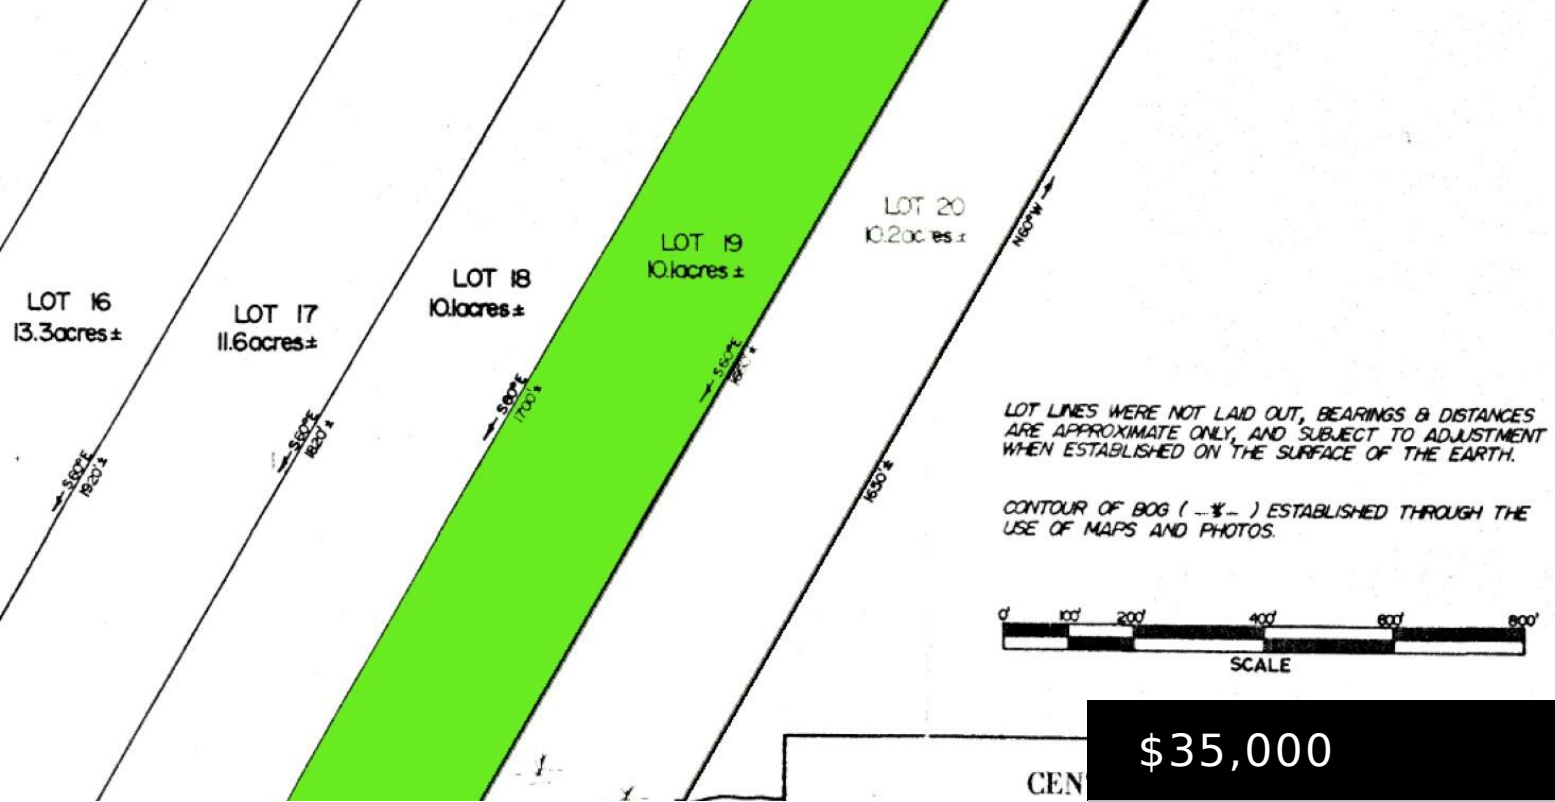 LOT 16
13.3acres±
LOT 17
11.6acres±
LOT 18
10.1acres±
LOT 19
10.1acres±
LOT 20
10.2acres±
S60°E
1920'±
S60°E
1820'±
S60°E
1700'±
S60°E
N60°W
1650'±
LOT LINES WERE NOT LAID OUT, BEARINGS & DISTANCES
ARE APPROXIMATE ONLY, AND SUBJECT TO ADJUSTMENT
WHEN ESTABLISHED ON THE SURFACE OF THE EARTH.
CONTOUR OF BOG ( ) ESTABLISHED THROUGH THE
USE OF MAPS AND PHOTOS.
0' 100' 200' 400' 600' 800'
SCALE
$35,000
CEN